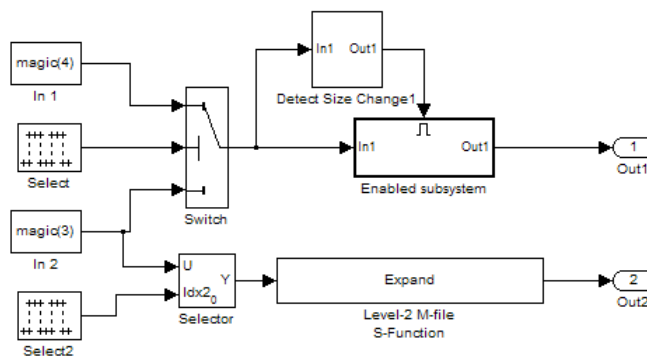 magic(4)
In 1
In1
Out1
Detect Size Change1
Select
In1
Out1
Enabled subsystem
1
Out1
Switch
magic(3)
In 2
U
Idx2
0
Y
Selector
Expand
Level-2 M-file
S-Function
2
Out2
Select2